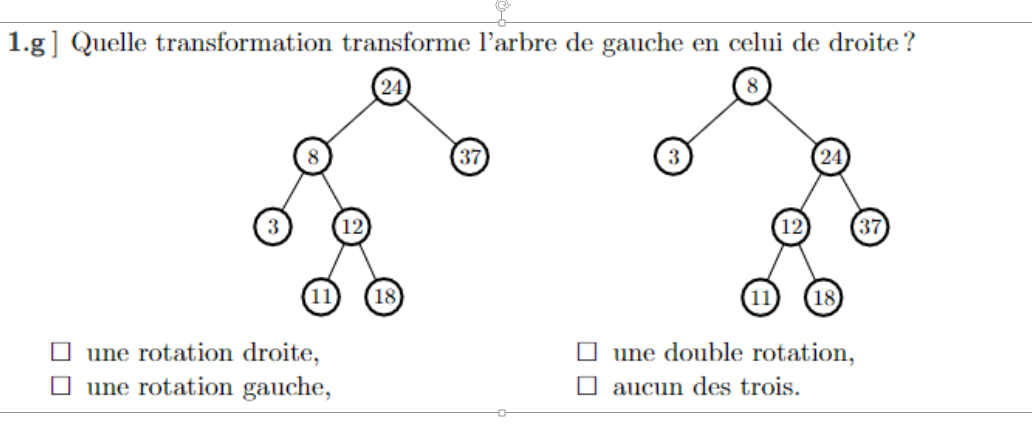 1.g ] Quelle transformation transforme l'arbre de gauche en celui de droite ?
24 8
8 37 3 24
3 12 12 37
11 18 11 18
□ une rotation droite, □ une double rotation,
□ une rotation gauche, □ aucun des trois.